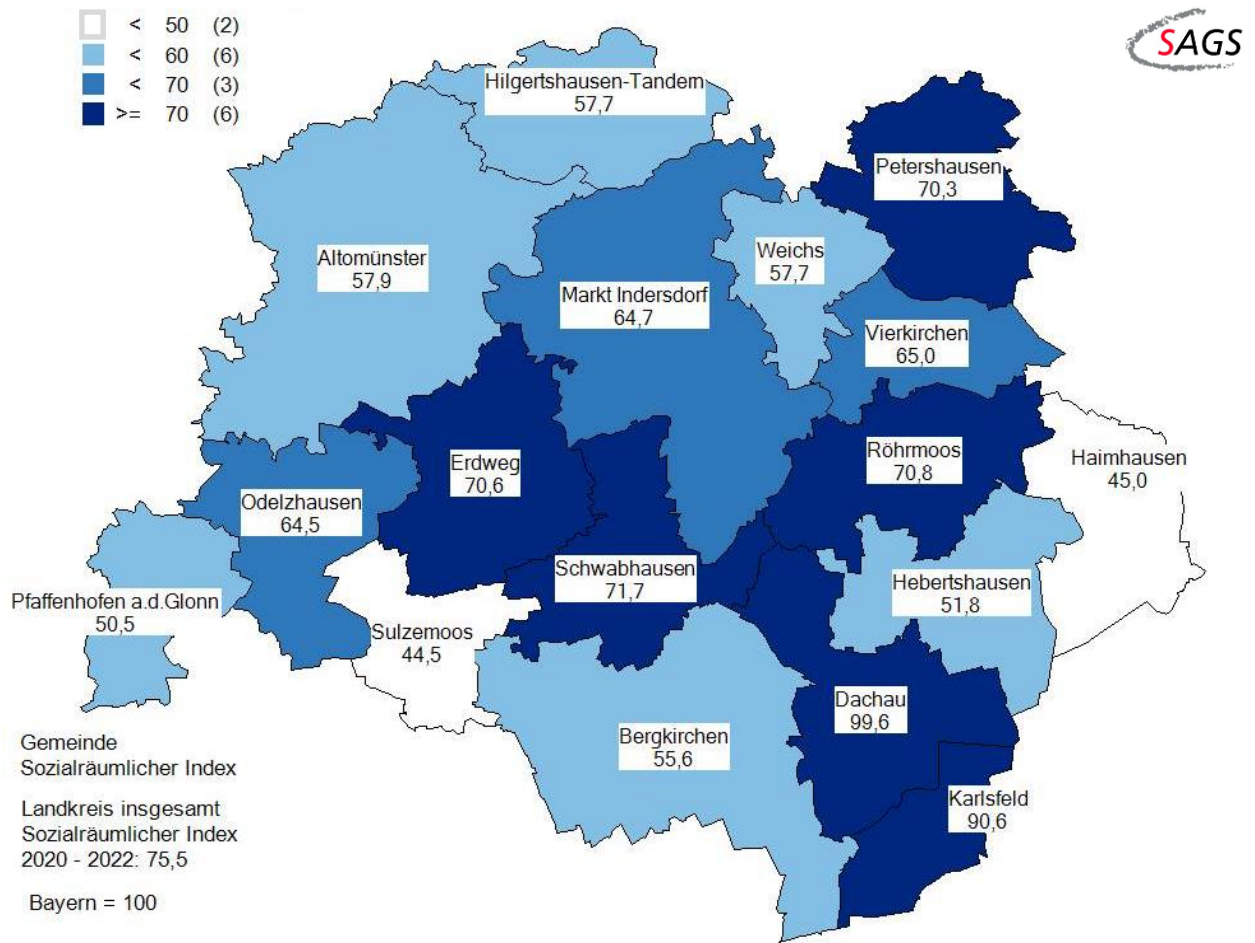 < 50 (2)
< 60 (6)
< 70 (3)
>= 70 (6)
SAGS
Hilgertshausen-Tandern
57,7
Petershausen
70,3
Altomünster
57,9
Weichs
57,7
Markt Indersdorf
64,7
Vierkirchen
65,0
Erdweg
70,6
Röhrmoos
70,8
Haimhausen
45,0
Odelzhausen
64,5
Schwabhausen
71,7
Hebertshausen
51,8
Pfaffenhofen a.d.Glonn
50,5
Sulzemoos
44,5
Dachau
99,6
Bergkirchen
55,6
Karlsfeld
90,6
Gemeinde
Sozialräumlicher Index
Landkreis insgesamt
Sozialräumlicher Index
2020 - 2022: 75,5
Bayern = 100